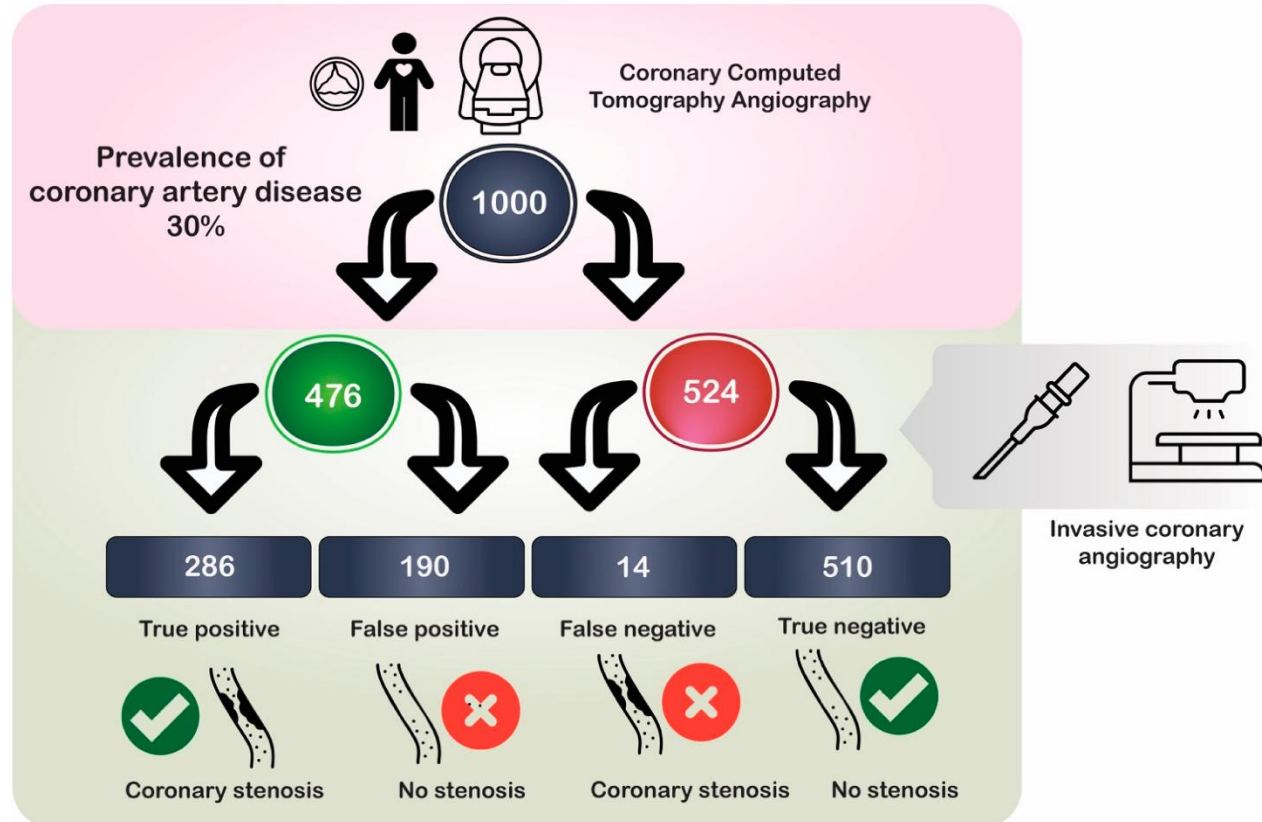 Coronary Computed
Tomography Angiography
Prevalence of
coronary artery disease
30%
1000
476
524
Invasive coronary
angiography
286
190
14
510
True positive
False positive
False negative
True negative
Coronary stenosis
No stenosis
Coronary stenosis
No stenosis